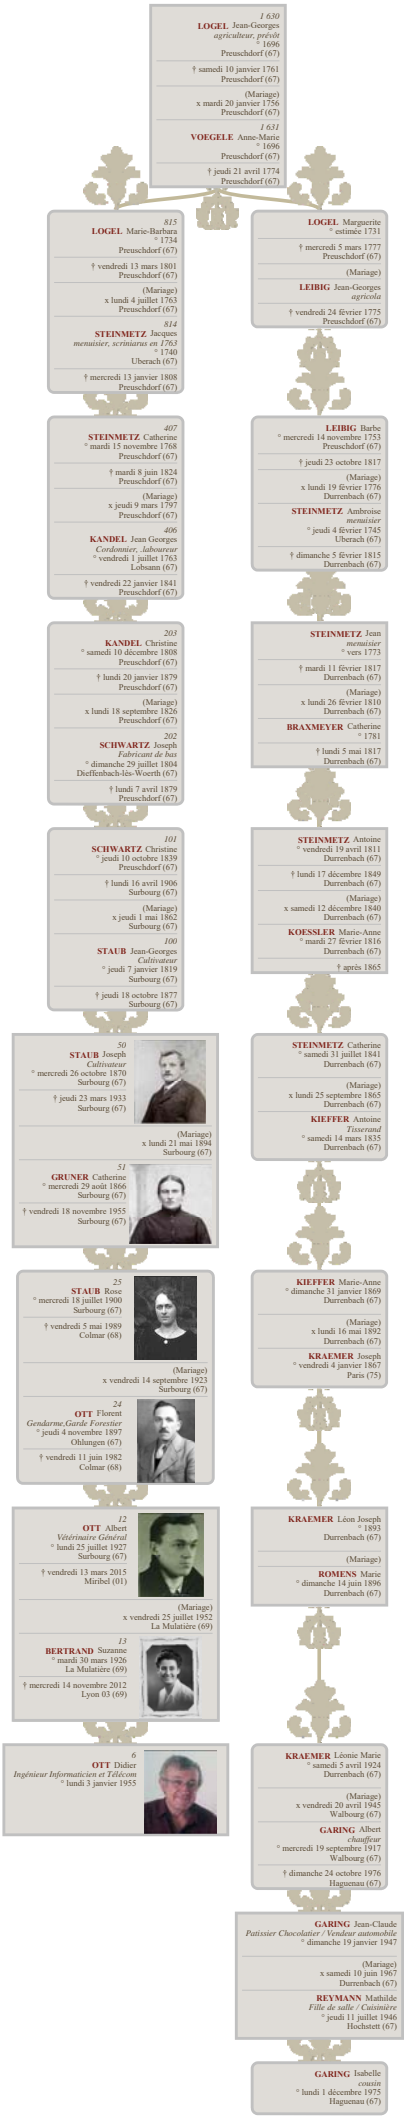 1 630
LOGEL Jean-Georges
agriculteur, prévôt
° 1696
Preuschdorf (67)
† samedi 10 janvier 1761
Preuschdorf (67)
(Mariage)
x mardi 20 janvier 1756
Preuschdorf (67)
1 631
VOEGELE Anne-Marie
° 1696
Preuschdorf (67)
† jeudi 21 avril 1774
Preuschdorf (67)
815
LOGEL Marie-Barbara
° 1734
Preuschdorf (67)
† vendredi 13 mars 1801
Preuschdorf (67)
(Mariage)
x lundi 4 juillet 1763
Preuschdorf (67)
814
STEINMETZ Jacques
menuisier, scriniarus en 1763
° 1740
Uberach (67)
† mercredi 13 janvier 1808
Preuschdorf (67)
407
STEINMETZ Catherine
° mardi 15 novembre 1768
Preuschdorf (67)
† mardi 8 juin 1824
Preuschdorf (67)
(Mariage)
x jeudi 9 mars 1797
Preuschdorf (67)
406
KANDEL Jean Georges
Cordonnier, .laboureur
° vendredi 1 juillet 1763
Lobsann (67)
† vendredi 22 janvier 1841
Preuschdorf (67)
203
KANDEL Christine
° samedi 10 décembre 1808
Preuschdorf (67)
† lundi 20 janvier 1879
Preuschdorf (67)
(Mariage)
x lundi 18 septembre 1826
Preuschdorf (67)
202
SCHWARTZ Joseph
Fabricant de bas
° dimanche 29 juillet 1804
Dieffenbach-lès-Woerth (67)
† lundi 7 avril 1879
Preuschdorf (67)
101
SCHWARTZ Christine
° jeudi 10 octobre 1839
Preuschdorf (67)
† lundi 16 avril 1906
Surbourg (67)
(Mariage)
x jeudi 1 mai 1862
Surbourg (67)
100
STAUB Jean-Georges
Cultivateur
° jeudi 7 janvier 1819
Surbourg (67)
† jeudi 18 octobre 1877
Surbourg (67)
50
STAUB Joseph
Cultivateur
° mercredi 26 octobre 1870
Surbourg (67)
† jeudi 23 mars 1933
Surbourg (67)
(Mariage)
x lundi 21 mai 1894
Surbourg (67)
51
GRUNER Catherine
° mercredi 29 août 1866
Surbourg (67)
† vendredi 18 novembre 1955
Surbourg (67)
25
STAUB Rose
° mercredi 18 juillet 1900
Surbourg (67)
† vendredi 5 mai 1989
Colmar (68)
(Mariage)
x vendredi 14 septembre 1923
Surbourg (67)
24
OTT Florent
Gendarme,Garde Forestier
° jeudi 4 novembre 1897
Ohlungen (67)
† vendredi 11 juin 1982
Colmar (68)
12
OTT Albert
Vétérinaire Général
° lundi 25 juillet 1927
Surbourg (67)
† vendredi 13 mars 2015
Miribel (01)
(Mariage)
x vendredi 25 juillet 1952
La Mulatière (69)
13
BERTRAND Suzanne
° mardi 30 mars 1926
La Mulatière (69)
† mercredi 14 novembre 2012
Lyon 03 (69)
6
OTT Didier
Ingénieur Informaticien et Télécom
° lundi 3 janvier 1955
LOGEL Marguerite
° estimée 1731
† mercredi 5 mars 1777
Preuschdorf (67)
(Mariage)
LEIBIG Jean-Georges
agricola
† vendredi 24 février 1775
Preuschdorf (67)
LEIBIG Barbe
° mercredi 14 novembre 1753
Preuschdorf (67)
† jeudi 23 octobre 1817
(Mariage)
x lundi 19 février 1776
Durrenbach (67)
STEINMETZ Ambroise
menuisier
° jeudi 4 février 1745
Uberach (67)
† dimanche 5 février 1815
Durrenbach (67)
STEINMETZ Jean
menuisier
° vers 1773
† mardi 11 février 1817
Durrenbach (67)
(Mariage)
x lundi 26 février 1810
Durrenbach (67)
BRAXMEYER Catherine
° 1781
† lundi 5 mai 1817
Durrenbach (67)
STEINMETZ Antoine
° vendredi 19 avril 1811
Durrenbach (67)
† lundi 17 décembre 1849
Durrenbach (67)
(Mariage)
x samedi 12 décembre 1840
Durrenbach (67)
KOESSLER Marie-Anne
° mardi 27 février 1816
Durrenbach (67)
† après 1865
STEINMETZ Catherine
° samedi 31 juillet 1841
Durrenbach (67)
(Mariage)
x lundi 25 septembre 1865
Durrenbach (67)
KIEFFER Antoine
Tisserand
° samedi 14 mars 1835
Durrenbach (67)
KIEFFER Marie-Anne
° dimanche 31 janvier 1869
Durrenbach (67)
(Mariage)
x lundi 16 mai 1892
Durrenbach (67)
KRAEMER Joseph
° vendredi 4 janvier 1867
Paris (75)
KRAEMER Léon Joseph
° 1893
Durrenbach (67)
(Mariage)
ROMENS Marie
° dimanche 14 juin 1896
Durrenbach (67)
KRAEMER Léonie Marie
° samedi 5 avril 1924
Durrenbach (67)
(Mariage)
x vendredi 20 avril 1945
Walbourg (67)
GARING Albert
chauffeur
° mercredi 19 septembre 1917
Walbourg (67)
† dimanche 24 octobre 1976
Haguenau (67)
GARING Jean-Claude
Patissier Chocolatier / Vendeur automobile
° dimanche 19 janvier 1947
(Mariage)
x samedi 10 juin 1967
Durrenbach (67)
REYMANN Mathilde
Fille de salle / Cuisinière
° jeudi 11 juillet 1946
Hochstett (67)
GARING Isabelle
cousin
° lundi 1 décembre 1975
Haguenau (67)